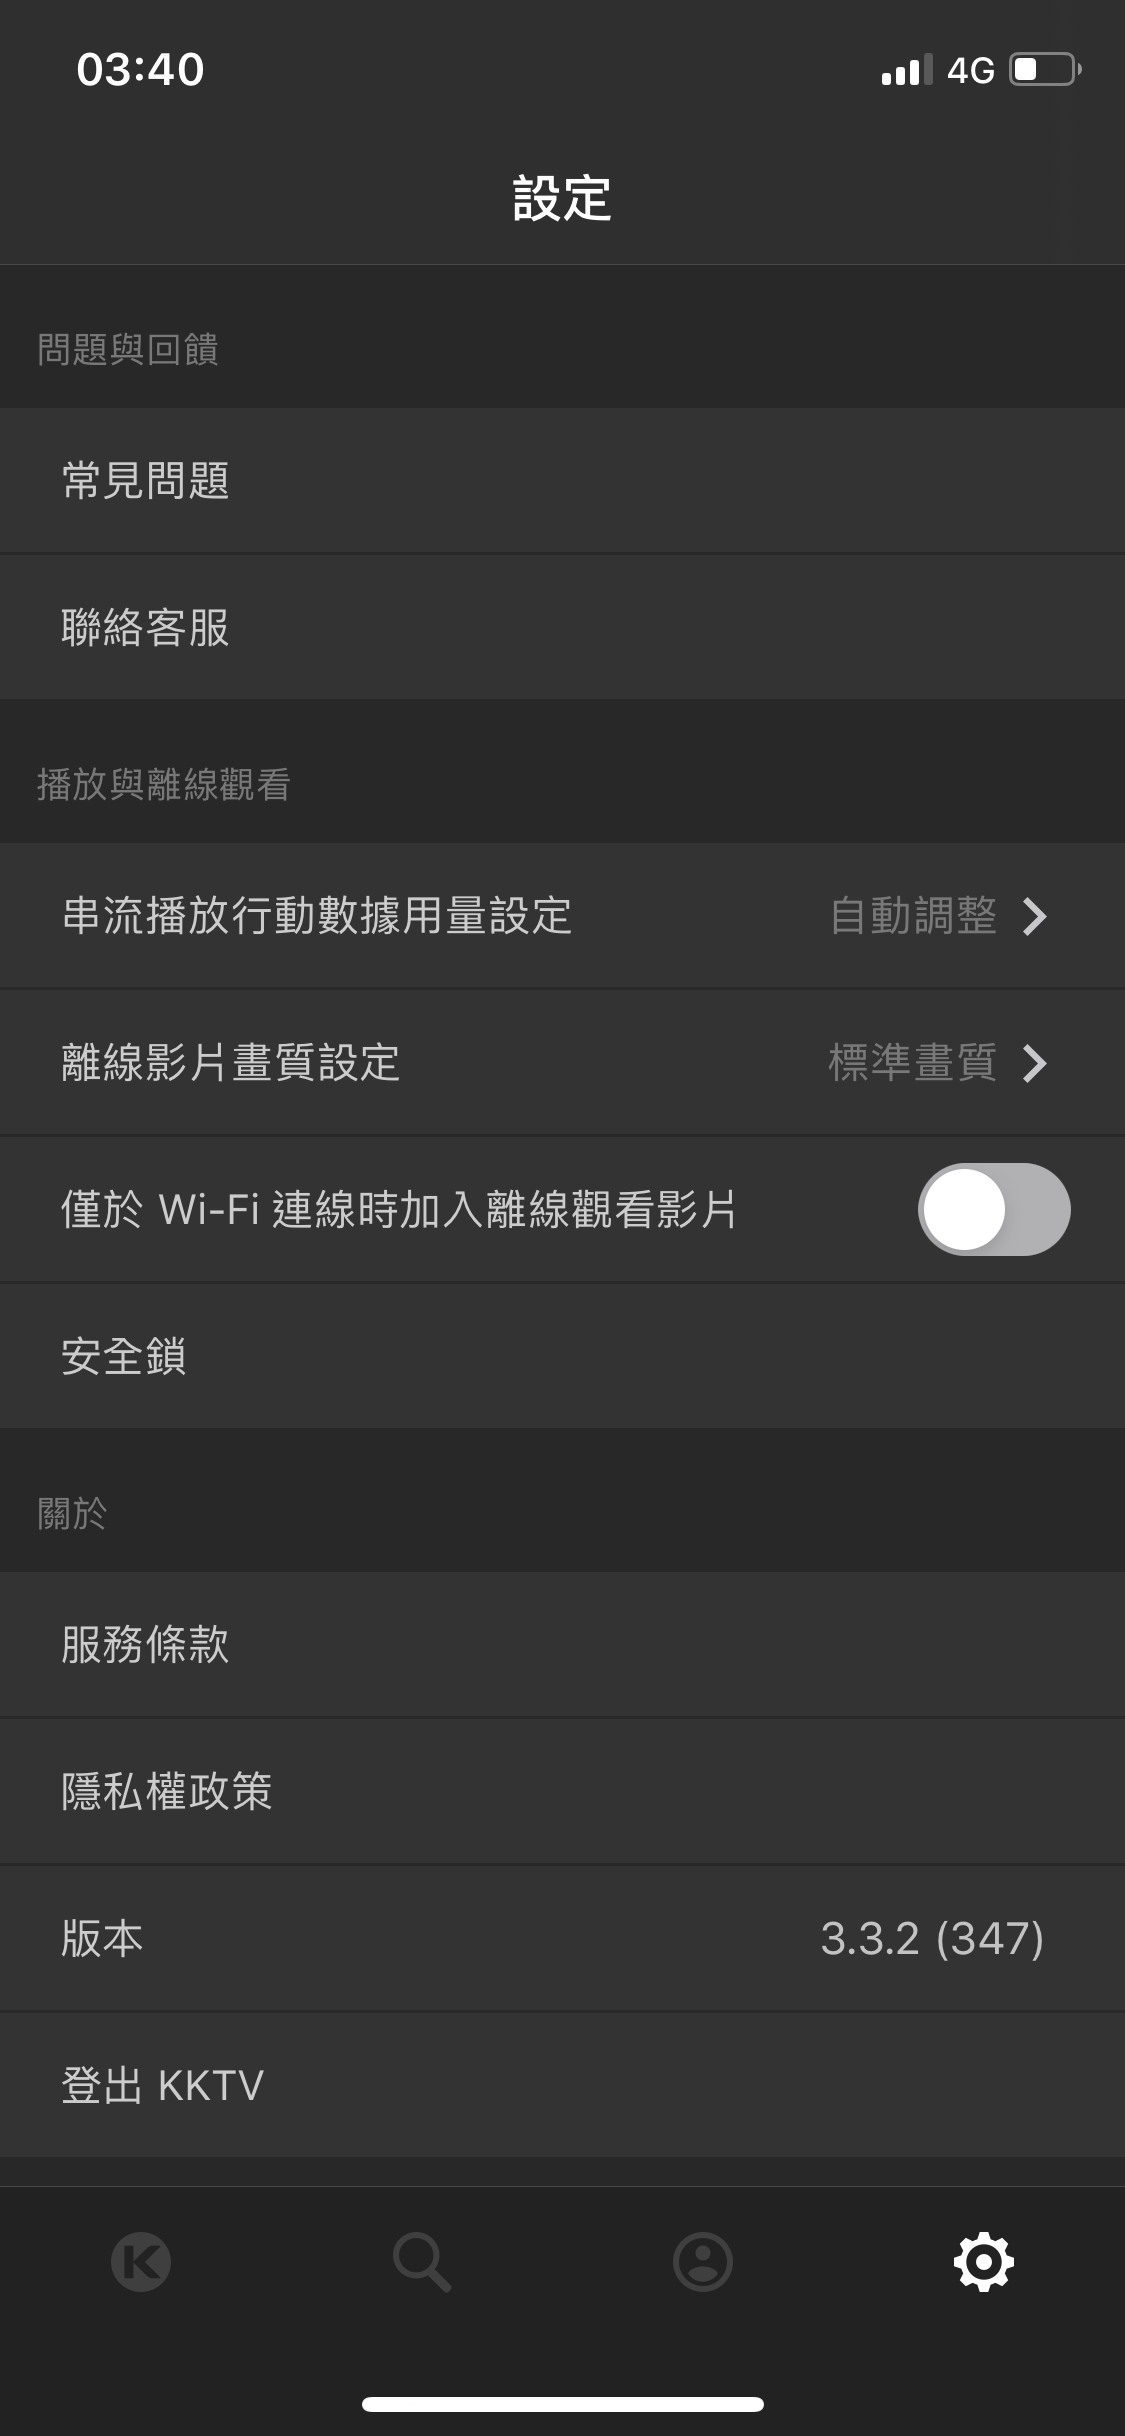 03:40 4G
設定
問題與回饋
常見問題
聯絡客服
播放與離線觀看
串流播放行動數據用量設定 自動調整
離線影片畫質設定 標準畫質
僅於 Wi-Fi 連線時加入離線觀看影片
安全鎖
關於
服務條款
隱私權政策
版本 3.3.2 (347)
登出 KKTV
K